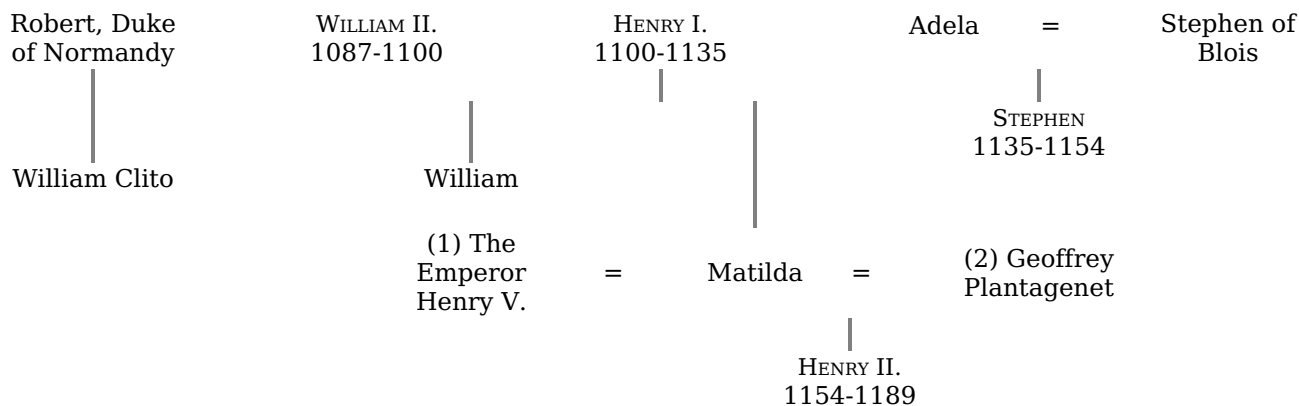 Robert, Duke of Normandy WILLIAM II. 1087-1100 HENRY I. 1100-1135 Adela = Stephen of Blois
STEPHEN
1135-1154
William Clito William
(1) The Emperor Henry V. = Matilda = (2) Geoffrey Plantagenet
HENRY II.
1154-1189